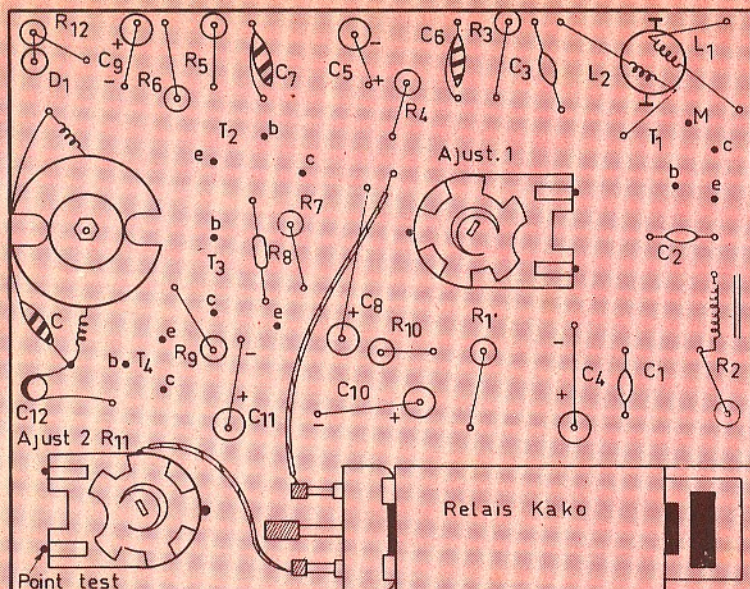 R12
D1
+
C9
-
R6
R5
C7
-
C5
+
R4
C6
R3
C3
L2
L1
M
T1
c
b
e
T2
b
e
c
Ajust.1
b
T3
c
R7
R8
e
C2
C
C12
e
b T4
c
R9
-
+
C11
+ C8
R10
C10
-
+
R1
-
C4
+
C1
R2
Ajust 2 R11
Point test
Relais Kako